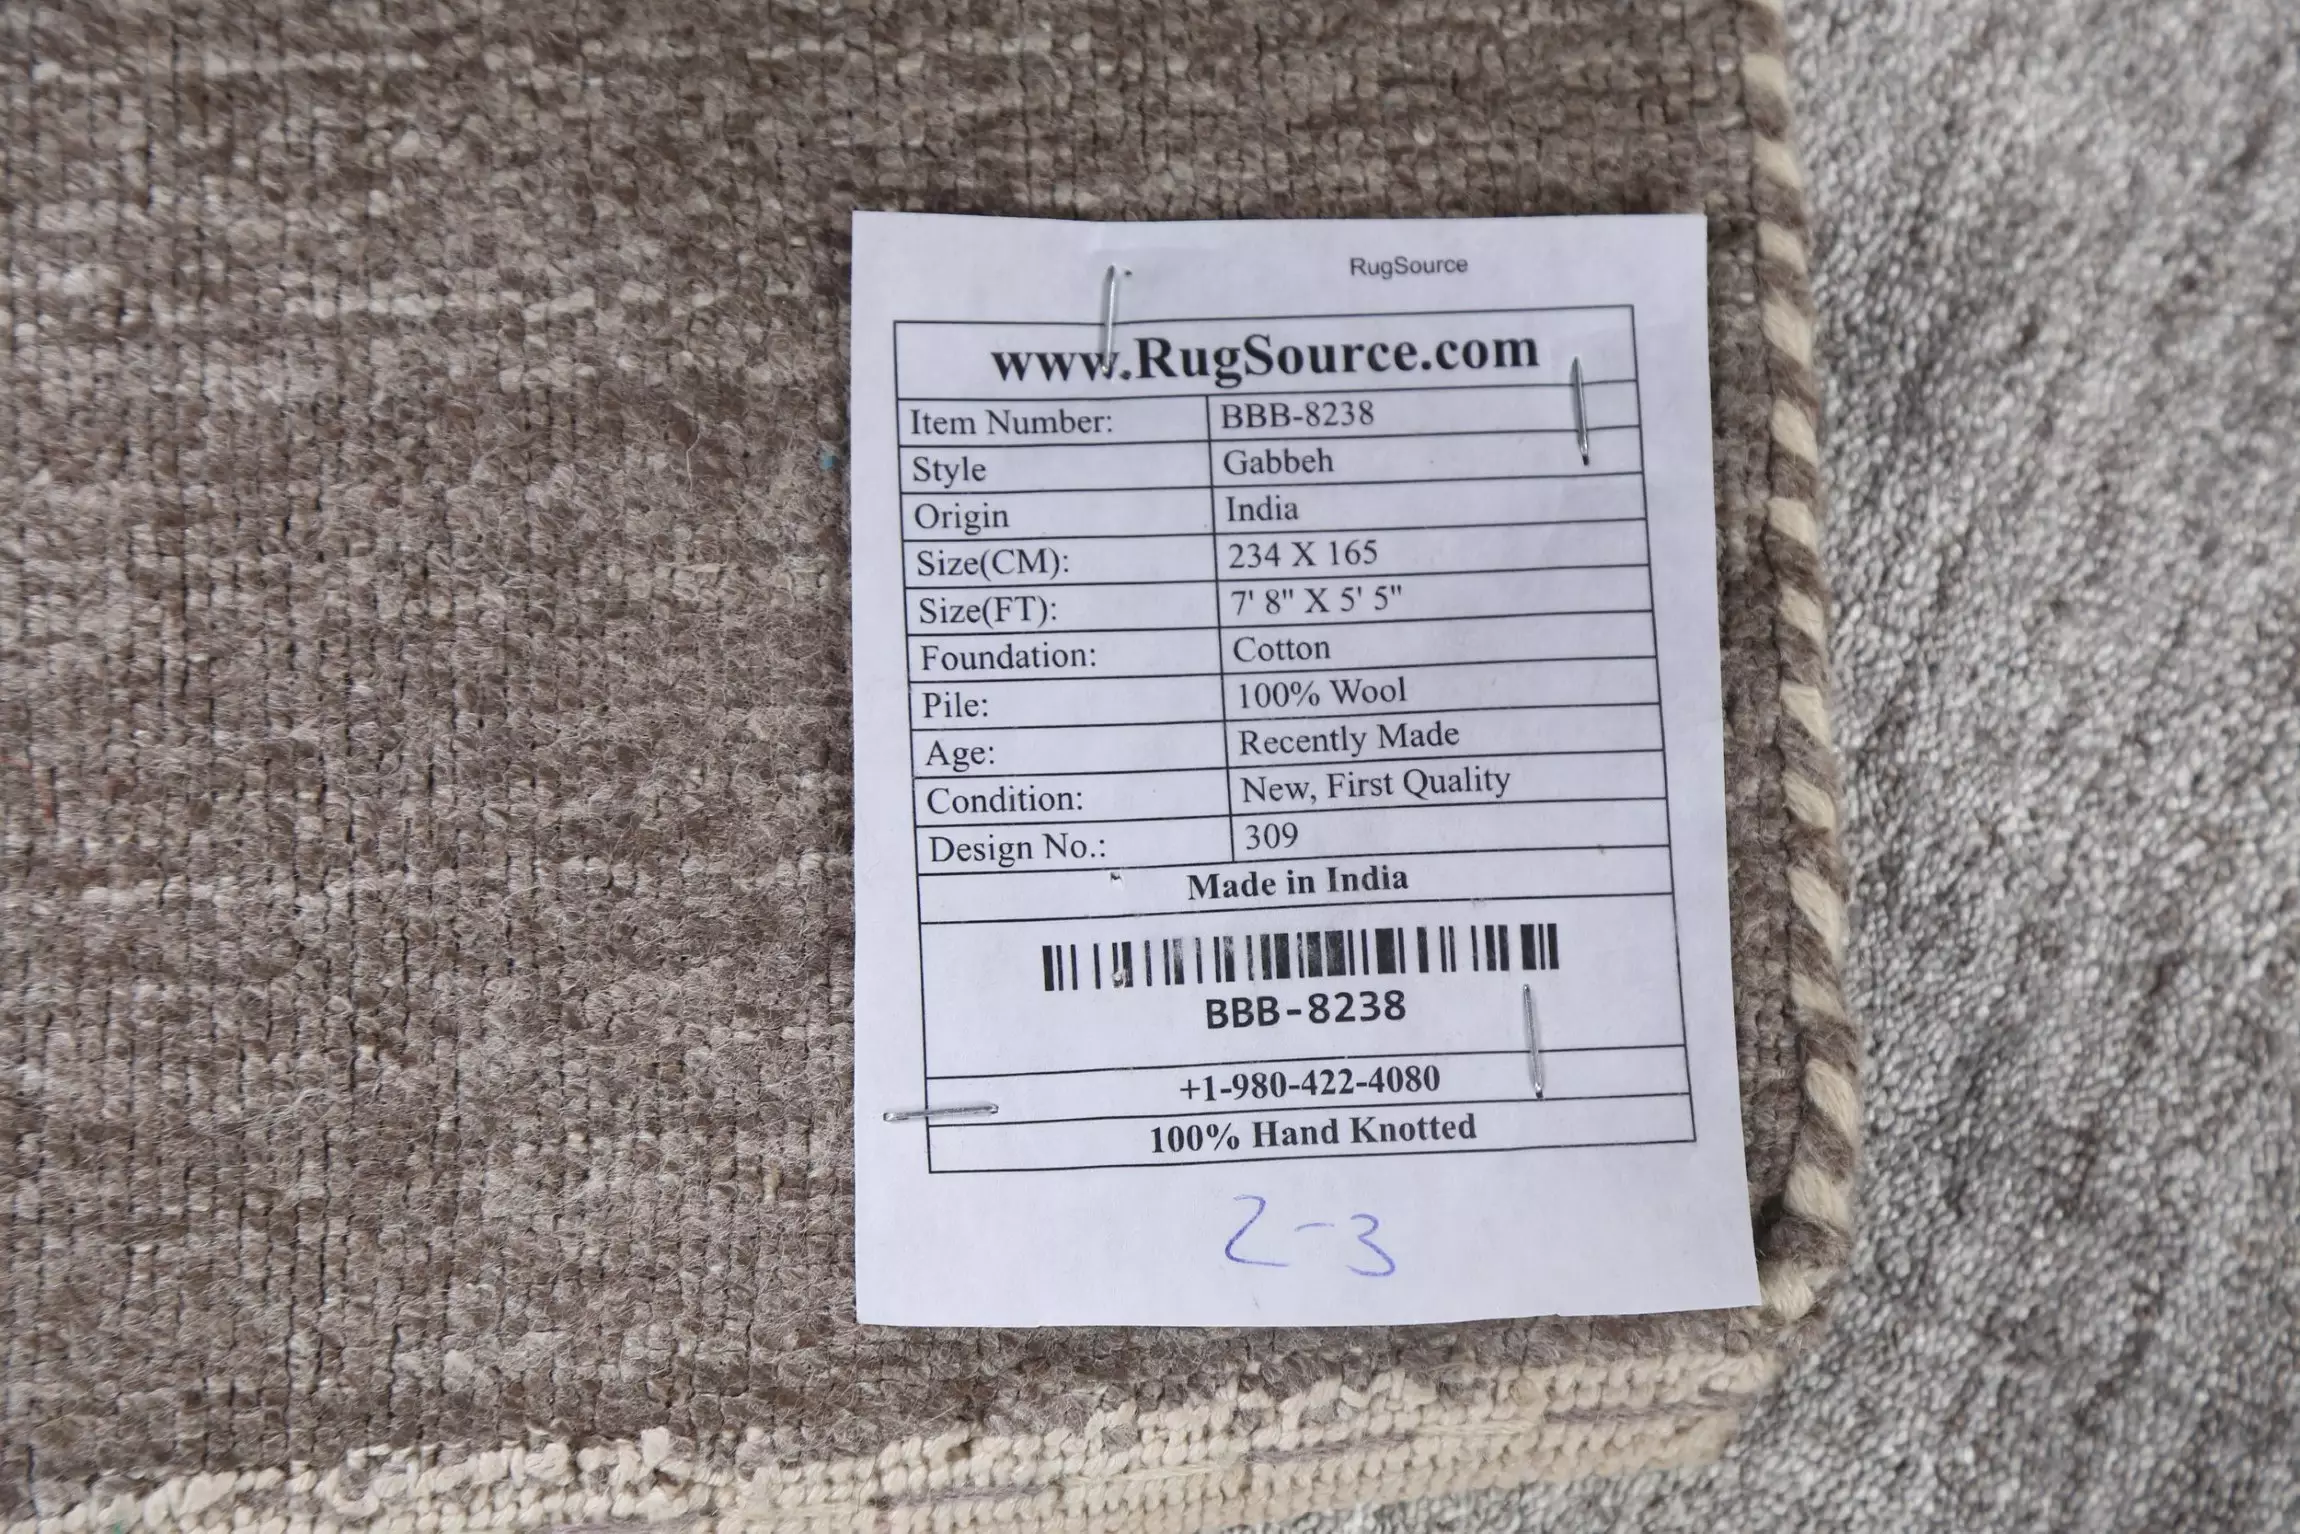 RugSource
www.RugSource.com
Item Number: BBB-8238
Style Gabbeh
Origin India
Size(CM): 234 X 165
Size(FT): 7' 8" X 5' 5"
Foundation: Cotton
Pile: 100% Wool
Age: Recently Made
Condition: New, First Quality
Design No.: 309
Made in India
BBB-8238
+1-980-422-4080
100% Hand Knotted
2-3